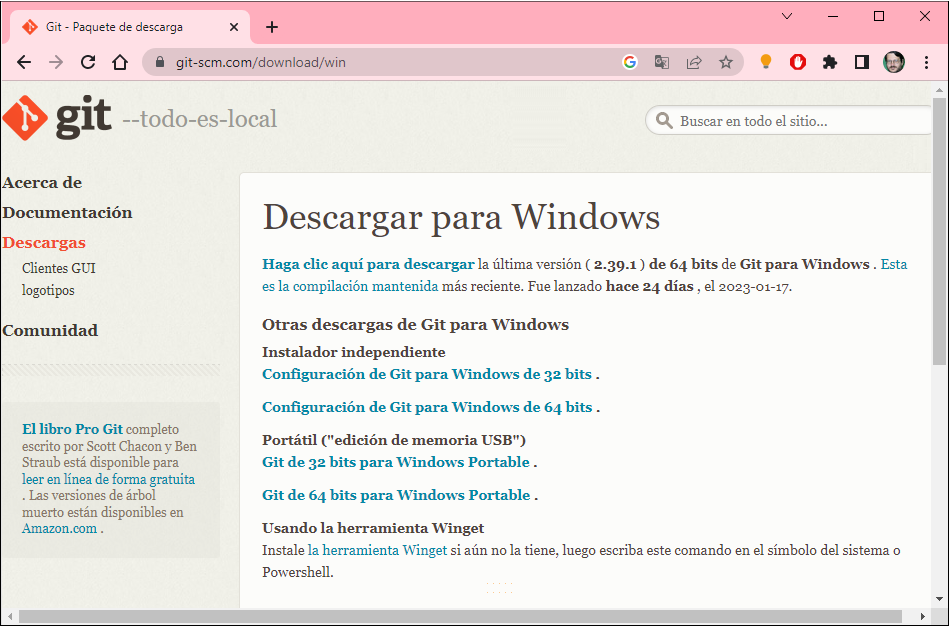 Git - Paquete de descarga
git-scm.com/download/win
git --todo-es-local
Buscar en todo el sitio...
Acerca de
Documentación
Descargas
Clientes GUI
logotipos
Comunidad
El libro Pro Git completo
escrito por Scott Chacon y Ben
Straub está disponible para
leer en línea de forma gratuita
. Las versiones de árbol
muerto están disponibles en
Amazon.com .
Descargar para Windows
Haga clic aquí para descargar la última versión ( 2.39.1 ) de 64 bits de Git para Windows . Esta
es la compilación mantenida más reciente. Fue lanzado hace 24 días , el 2023-01-17.
Otras descargas de Git para Windows
Instalador independiente
Configuración de Git para Windows de 32 bits .
Configuración de Git para Windows de 64 bits .
Portátil ("edición de memoria USB")
Git de 32 bits para Windows Portable .
Git de 64 bits para Windows Portable .
Usando la herramienta Winget
Instale la herramienta Winget si aún no la tiene, luego escriba este comando en el símbolo del sistema o
Powershell.